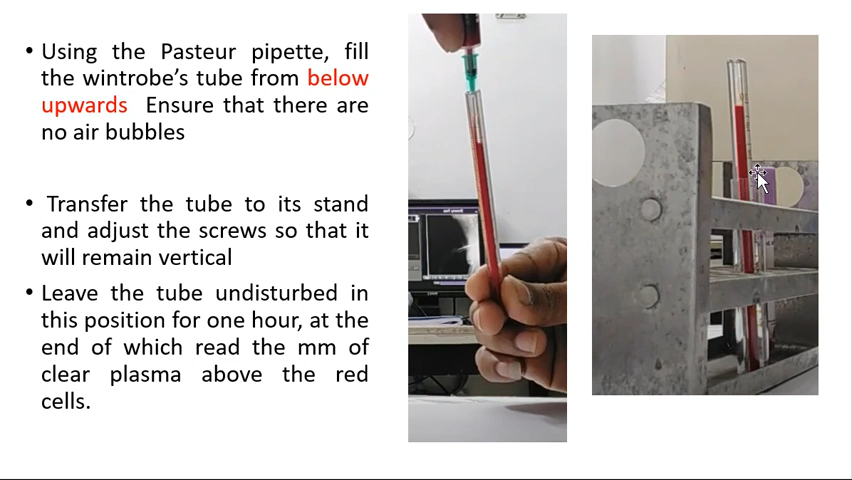 • Using the Pasteur pipette, fill
the wintrobe's tube from below
upwards Ensure that there are
no air bubbles
• Transfer the tube to its stand
and adjust the screws so that it
will remain vertical
• Leave the tube undisturbed in
this position for one hour, at the
end of which read the mm of
clear plasma above the red
cells.